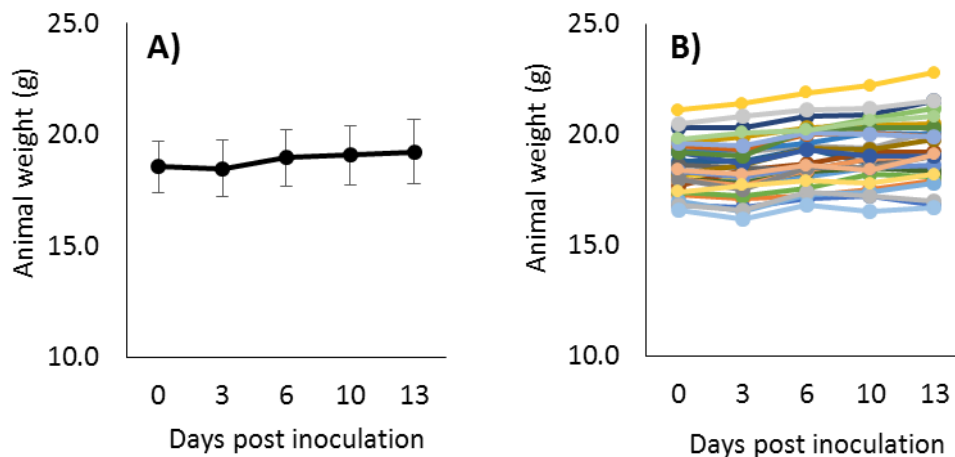 A)
Animal weight (g)
25.0
20.0
15.0
10.0
0 3 6 10 13
Days post inoculation
B)
Animal weight (g)
25.0
20.0
15.0
10.0
0 3 6 10 13
Days post inoculation